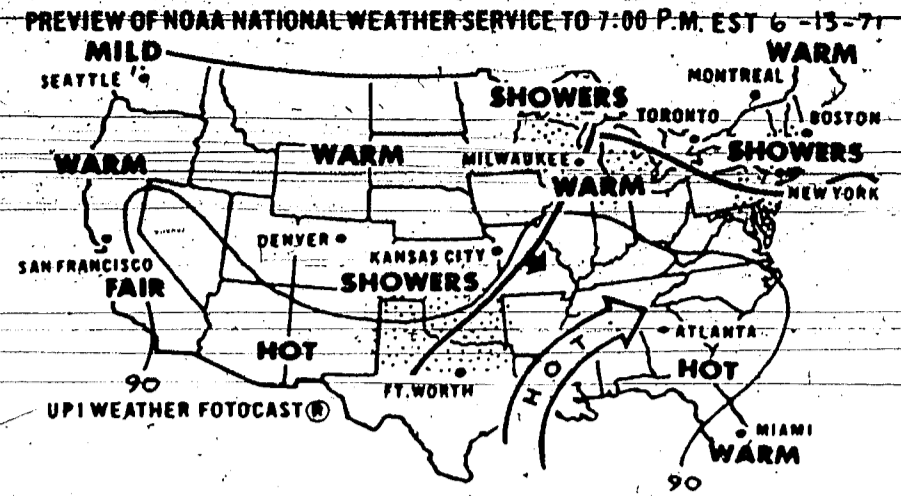 PREVIEW OF NOAA NATIONAL WEATHER SERVICE TO 7:00 P.M. EST 6-13-71
MILD
WARM
SEATTLE
MONTREAL
SHOWERS
TORONTO
BOSTON
WARM
WARM
MILWAUKEE
SHOWERS
WARM
NEW YORK
DENVER
KANSAS CITY
SAN FRANCISCO
FAIR
SHOWERS
HOT
HOT
ATLANTA
HOT
90
FT. WORTH
UPI WEATHER FOTOCAST®
MIAMI
WARM
90